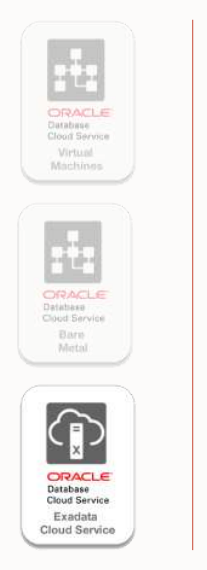 ORACLE
Database
Cloud Service
Virtual
Machines
ORACLE
Database
Cloud Service
Bare
Metal
X
ORACLE
Database
Cloud Service
Exadata
Cloud Service